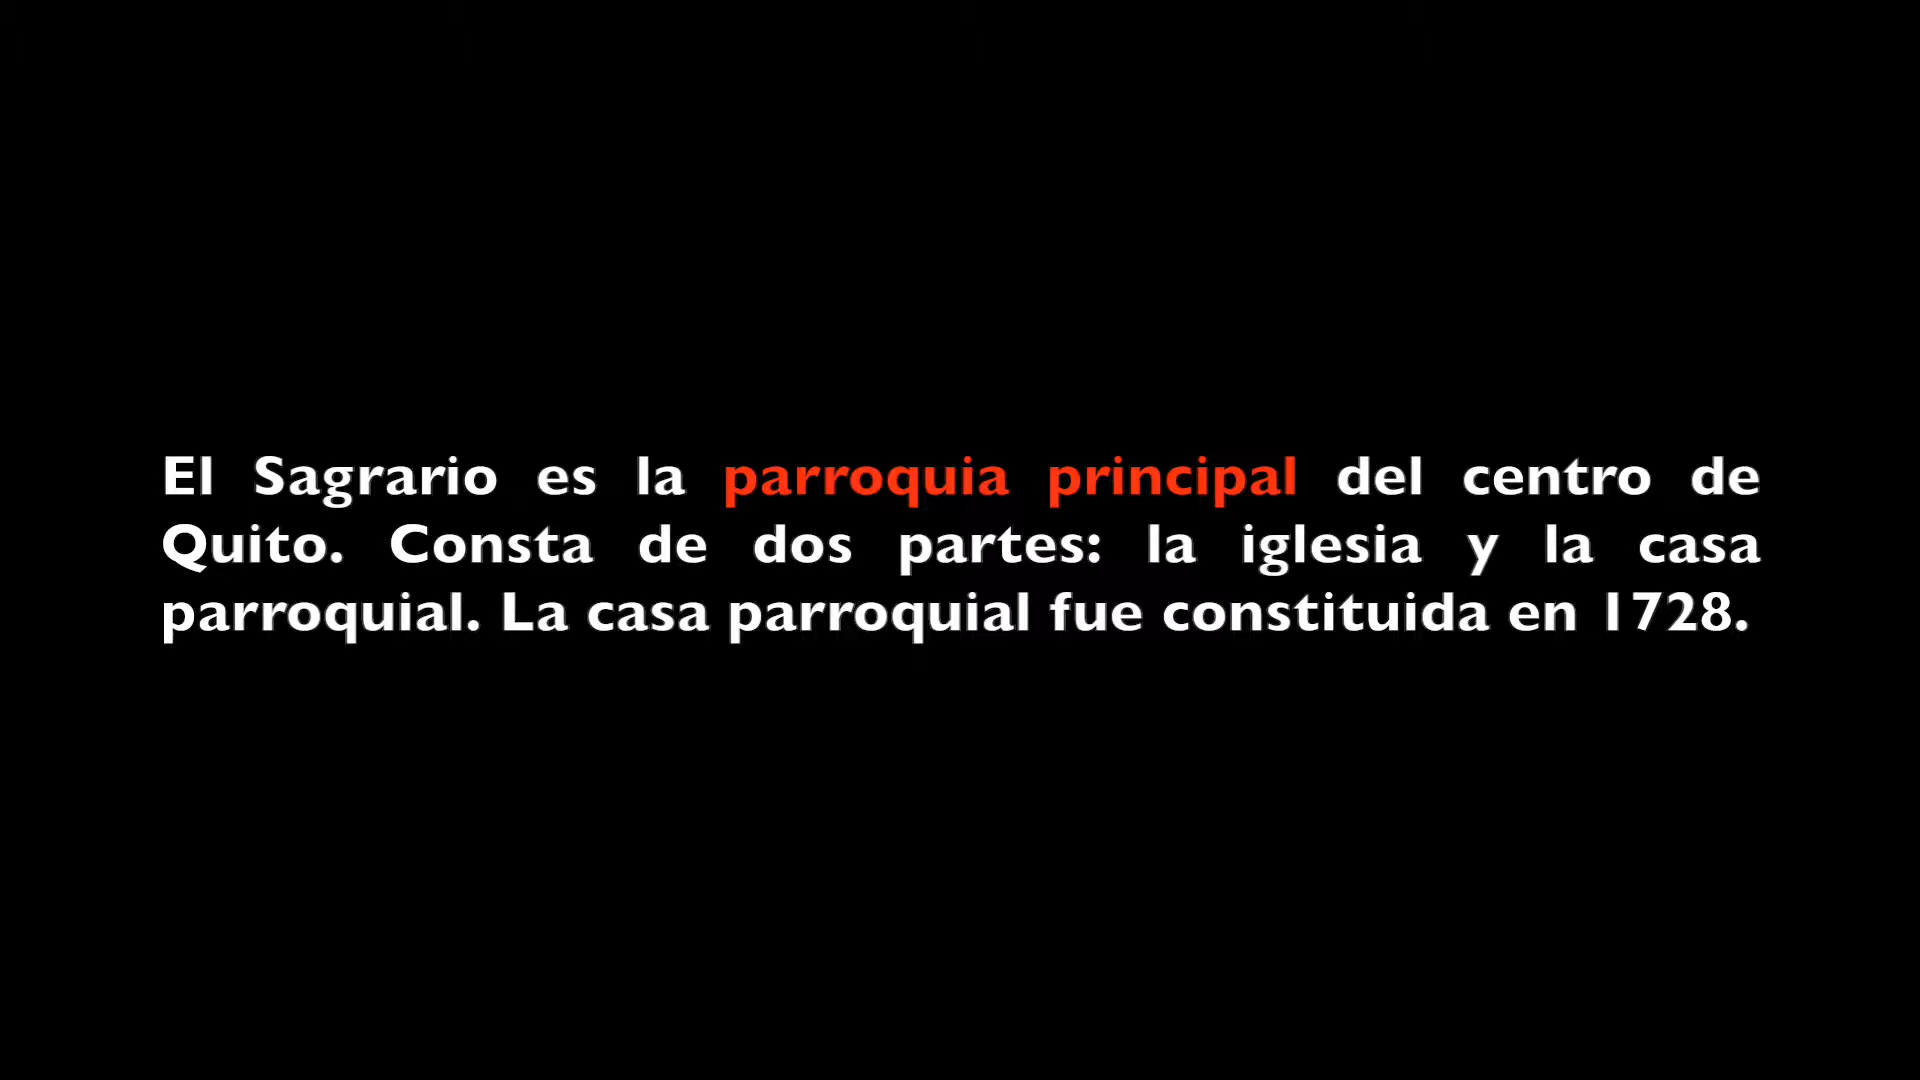 El Sagrario es la parroquia principal del centro de
Quito. Consta de dos partes: la iglesia y la casa
parroquial. La casa parroquial fue constituida en 1728.